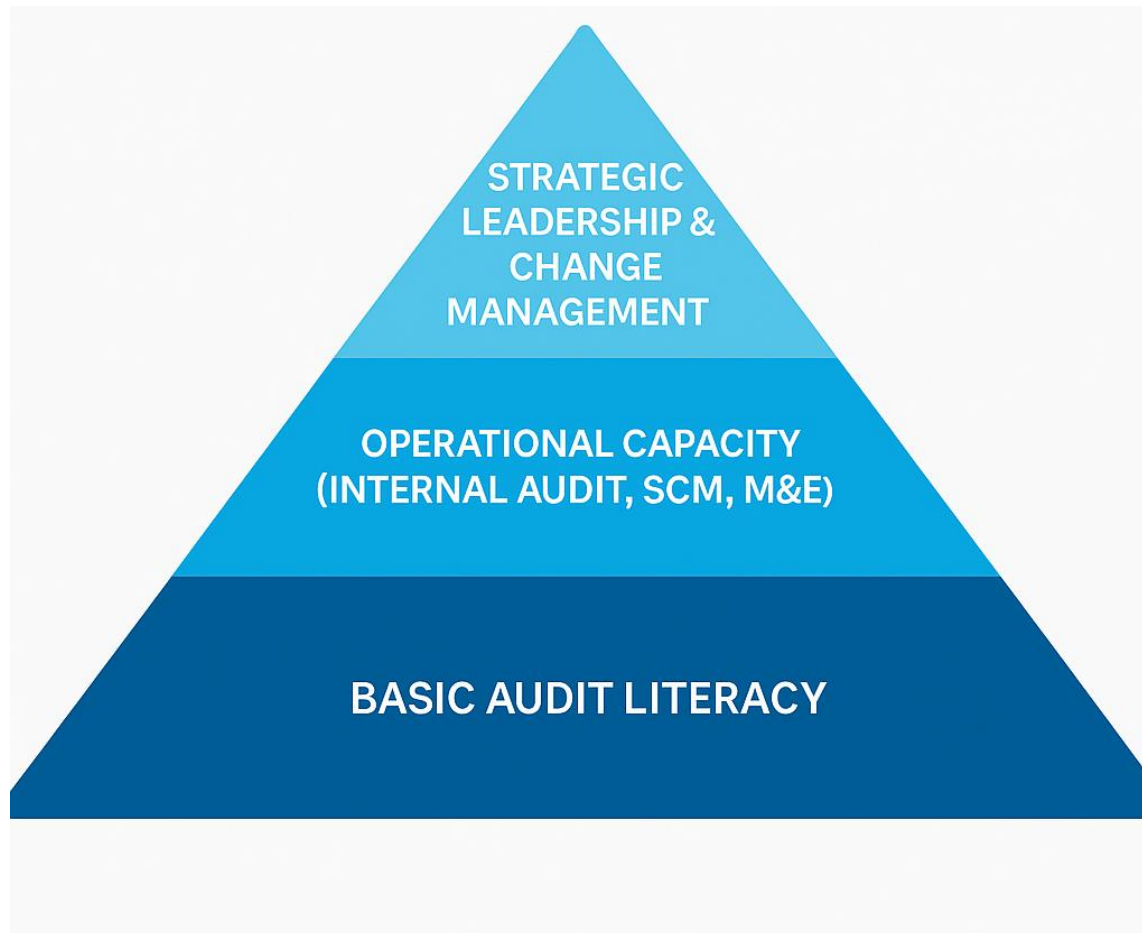 STRATEGIC
LEADERSHIP &
CHANGE
MANAGEMENT
OPERATIONAL CAPACITY
(INTERNAL AUDIT, SCM, M&E)
BASIC AUDIT LITERACY